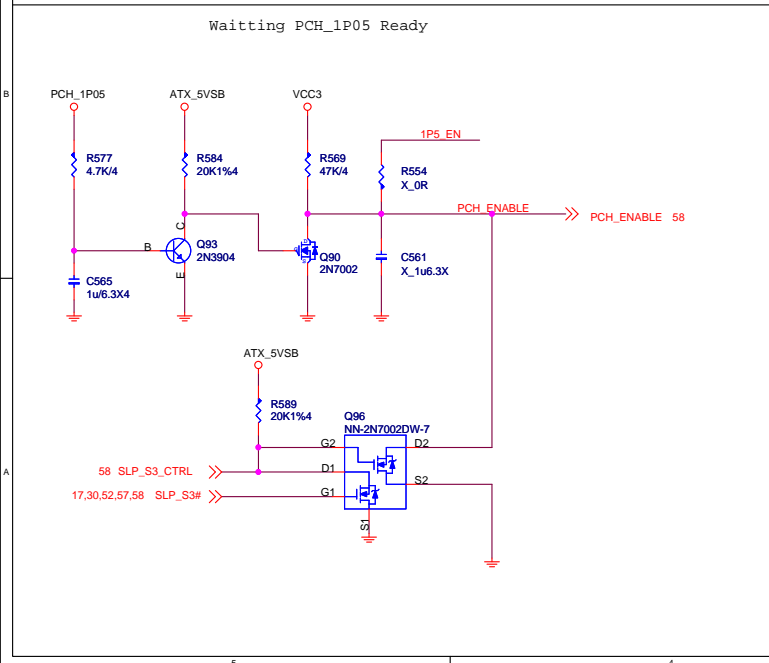 Waitting PCH_1P05 Ready
B
PCH_1P05
ATX_5VSB
VCC3
1P5_EN
R577
4.7K/4
R584
20K1%4
R569
47K/4
R554
X_0R
PCH_ENABLE
PCH_ENABLE 58
C
B
E
Q93
2N3904
Q90
2N7002
C561
X_1u6.3X
C565
1u/6.3X4
ATX_5VSB
R589
20K1%4
Q96
NN-2N7002DW-7
G2
D2
A
58 SLP_S3_CTRL
D1
S2
17,30,52,57,58 SLP_S3#
G1
S1
5
4